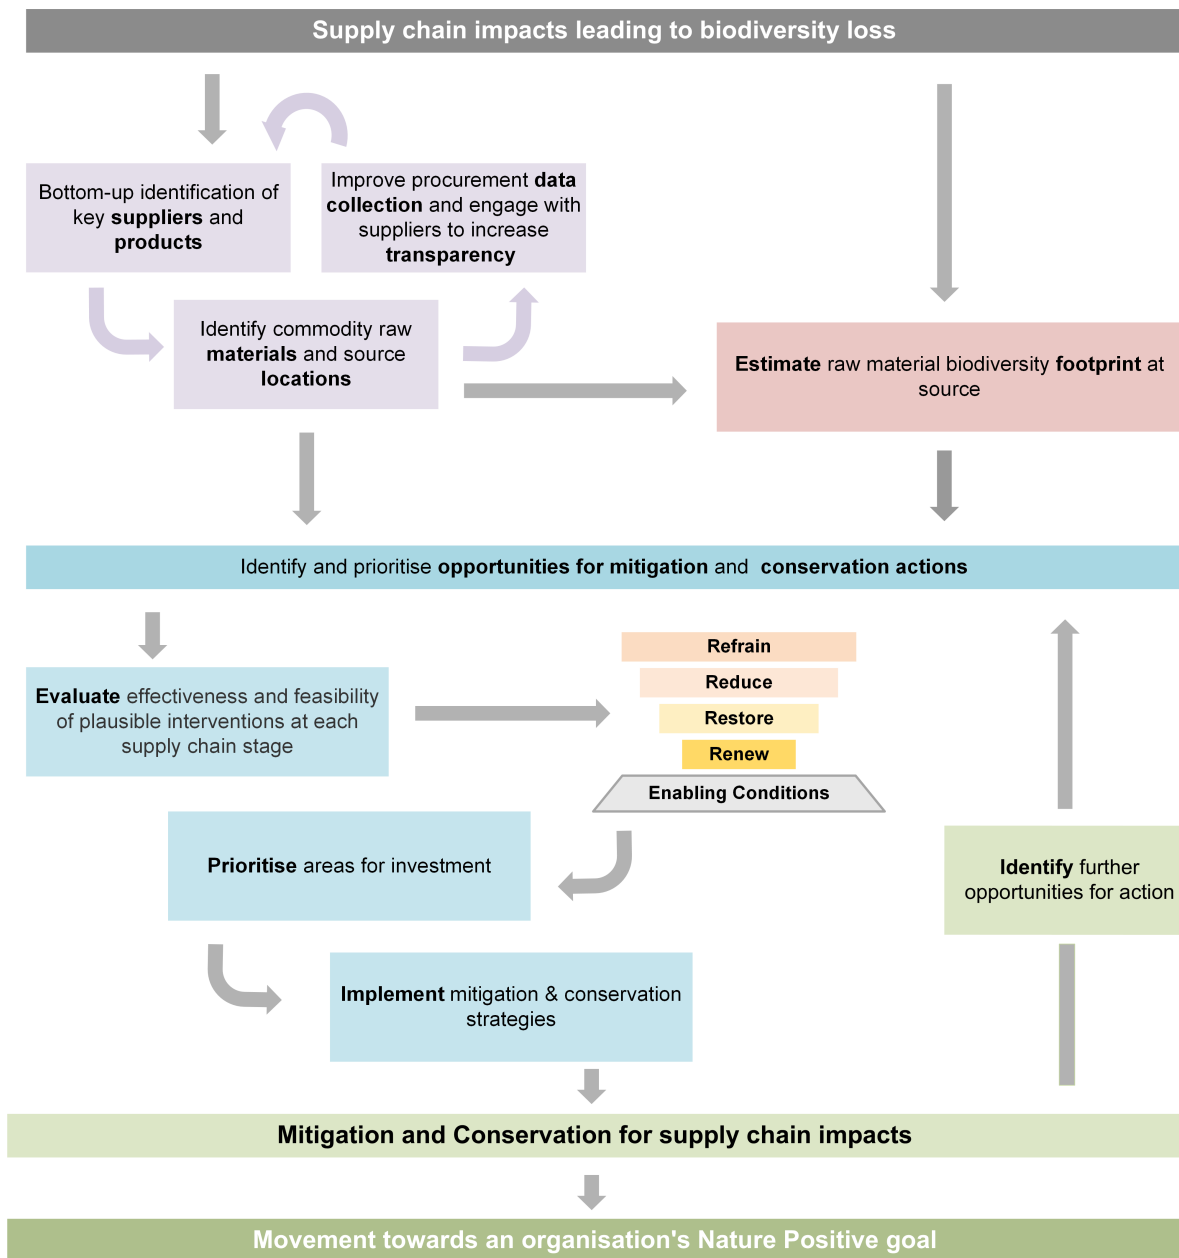 Supply chain impacts leading to biodiversity loss
Bottom-up identification of
key suppliers and
products
Improve procurement data
collection and engage with
suppliers to increase
transparency
Identify commodity raw
materials and source
locations
Estimate raw material biodiversity footprint at
source
Identify and prioritise opportunities for mitigation and conservation actions
Evaluate effectiveness and feasibility
of plausible interventions at each
supply chain stage
Refrain
Reduce
Restore
Renew
Enabling Conditions
Prioritise areas for investment
Identify further
opportunities for action
Implement mitigation & conservation
strategies
Mitigation and Conservation for supply chain impacts
Movement towards an organisation's Nature Positive goal